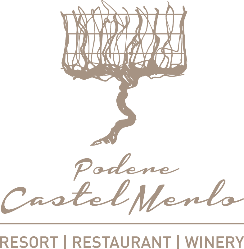 Podere
Castel Merlo
RESORT | RESTAURANT | WINERY